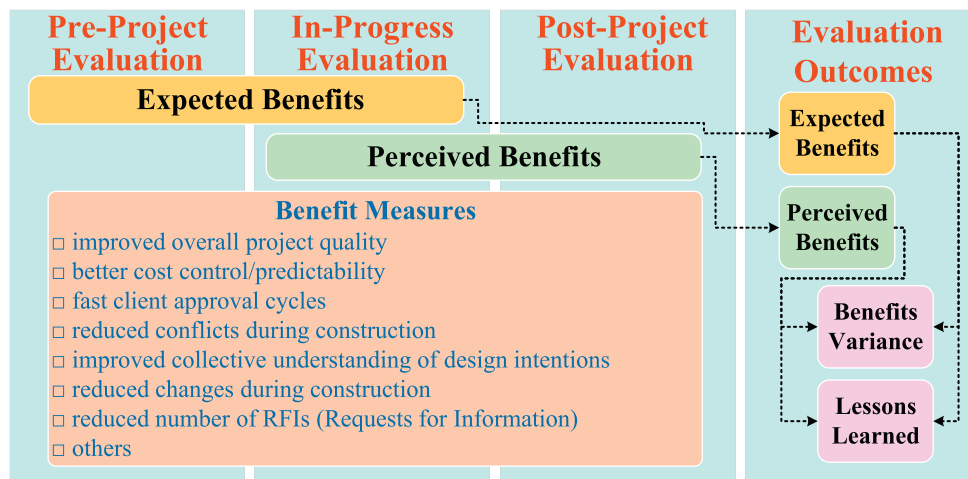 Pre-Project
Evaluation
In-Progress
Evaluation
Post-Project
Evaluation
Evaluation
Outcomes
Expected Benefits
Perceived Benefits
Benefit Measures
□ improved overall project quality
□ better cost control/predictability
□ fast client approval cycles
□ reduced conflicts during construction
□ improved collective understanding of design intentions
□ reduced changes during construction
□ reduced number of RFIs (Requests for Information)
□ others
Expected
Benefits
Perceived
Benefits
Benefits
Variance
Lessons
Learned